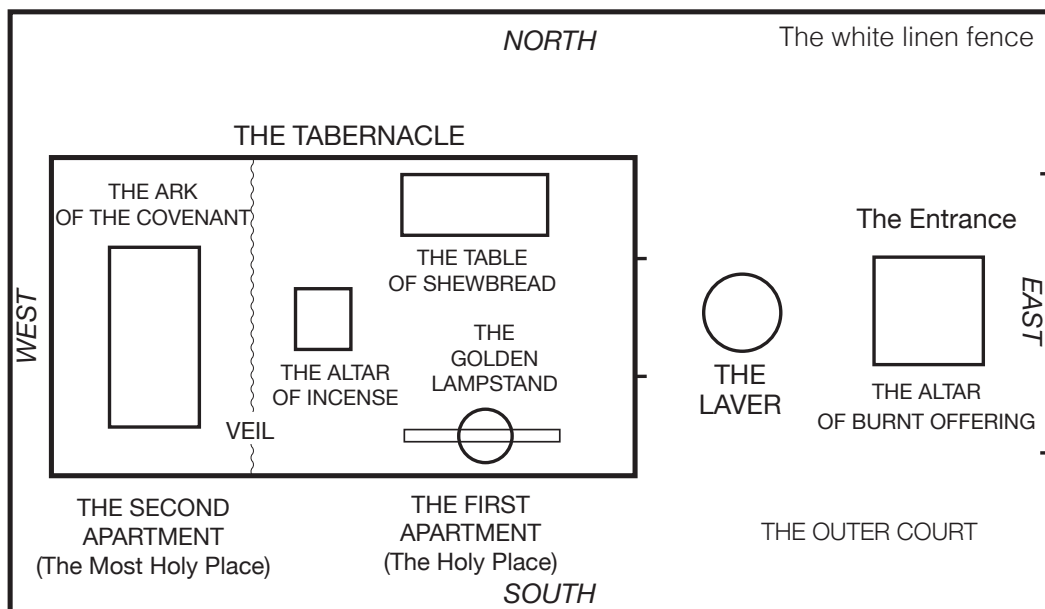 NORTH
The white linen fence
THE TABERNACLE
THE ARK
OF THE COVENANT
THE TABLE
OF SHEWBREAD
The Entrance
WEST
EAST
THE
GOLDEN
LAMPSTAND
THE ALTAR
OF INCENSE
THE
LAVER
THE ALTAR
OF BURNT OFFERING
VEIL
THE SECOND
APARTMENT
(The Most Holy Place)
THE FIRST
APARTMENT
(The Holy Place)
THE OUTER COURT
SOUTH